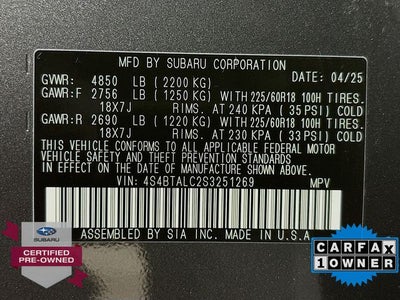 MFD BY SUBARU CORPORATION
GVWR: 4850 LB (2200 KG) DATE 04/25
GAWR:F 2756 LB (1250 KG) WITH 225/60R18 100H TIRES.
18X7J RIMS. AT 240 KPA (35 PSI) COLD
GAWR:R 2690 LB (1220 KG) WITH 225/60R18 100H TIRES.
18X7J RIMS. AT 230 KPA (33 PSI) COLD
THIS VEHICLE CONFORMS TO ALL APPLICABLE FEDERAL MOTOR
VEHICLE SAFETY, BUMPER, AND THEFT PREVENTION STANDARDS
IN EFFECT ON THE DATE OF MANUFACTURE SHOWN ABOVE.
VIN: 4S4BTALC2S3251269 MPV
ASSEMBLED BY SIA INC. MADE IN U.S.A.
SUBARU
CERTIFIED
PRE-OWNED
CARFAX
1 OWNER